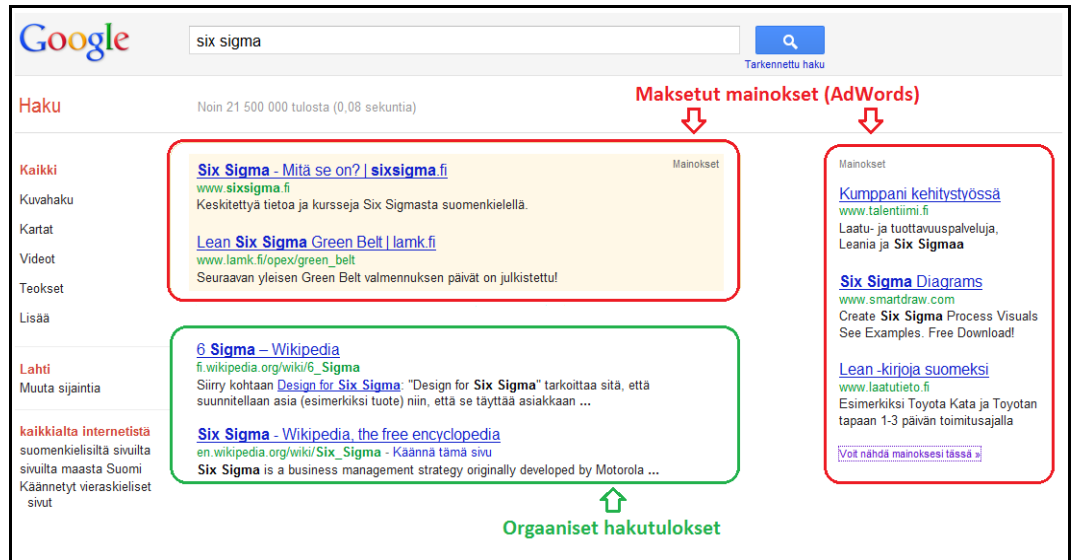 Google
six sigma
Tarkennettu haku
Haku
Noin 21 500 000 tulosta (0,08 sekuntia)
Maksetut mainokset (AdWords)
Kaikki
Kuvahaku
Kartat
Videot
Teokset
Lisää
Lahti
Muuta sijaintia
kaikkialta internetistä
suomenkielisiltä sivuilta
sivuilta maasta Suomi
Käännetyt vieraskieliset
sivut
Mainokset
Six Sigma - Mitä se on? | sixsigma.fi
www.sixsigma.fi
Keskitettyä tietoa ja kursseja Six Sigmasta suomenkielellä.
Lean Six Sigma Green Belt | lamk.fi
www.lamk.fi/opex/green_belt
Seuraavan yleisen Green Belt valmennuksen päivät on julkistettu!
6 Sigma – Wikipedia
fi.wikipedia.org/wiki/6_Sigma
Siirry kohtaan Design for Six Sigma: "Design for Six Sigma" tarkoittaa sitä, että
suunnitellaan asia (esimerkiksi tuote) niin, että se täyttää asiakkaan ...
Six Sigma - Wikipedia, the free encyclopedia
en.wikipedia.org/wiki/Six_Sigma - Käännä tämä sivu
Six Sigma is a business management strategy originally developed by Motorola ...
Orgaaniset hakutulokset
Mainokset
Kumppani kehitystyössä
www.talentiimi.fi
Laatu- ja tuottavuuspalveluja,
Leania ja Six Sigmaa
Six Sigma Diagrams
www.smartdraw.com
Create Six Sigma Process Visuals
See Examples. Free Download!
Lean -kirjoja suomeksi
www.laatutieto.fi
Esimerkiksi Toyota Kata ja Toyotan
tapaan 1-3 päivän toimitusajalla
Voit nähdä mainoksesi tässä »